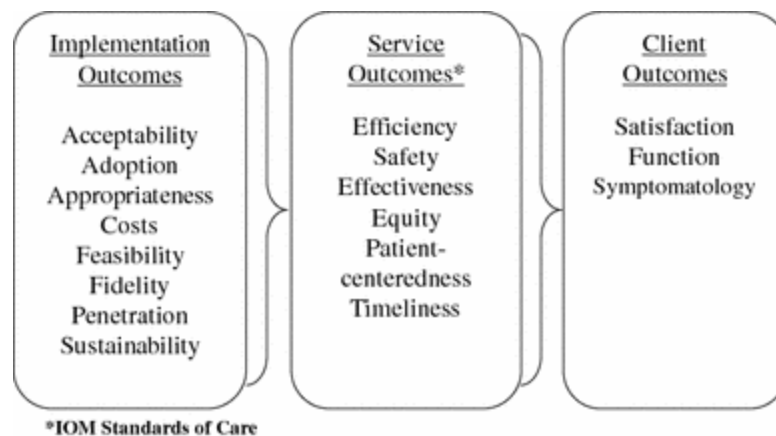 Implementation
Outcomes
Acceptability
Adoption
Appropriateness
Costs
Feasibility
Fidelity
Penetration
Sustainability
Service
Outcomes*
Efficiency
Safety
Effectiveness
Equity
Patient-
centeredness
Timeliness
Client
Outcomes
Satisfaction
Function
Symptomatology
*IOM Standards of Care